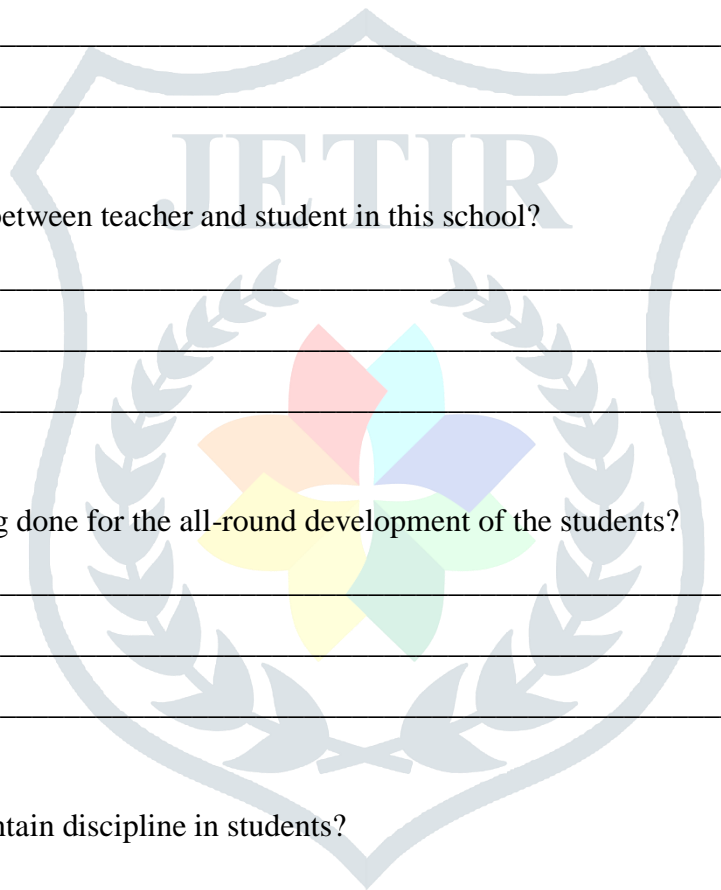 JETIR
between teacher and student in this school?
g done for the all-round development of the students?
ntain discipline in students?